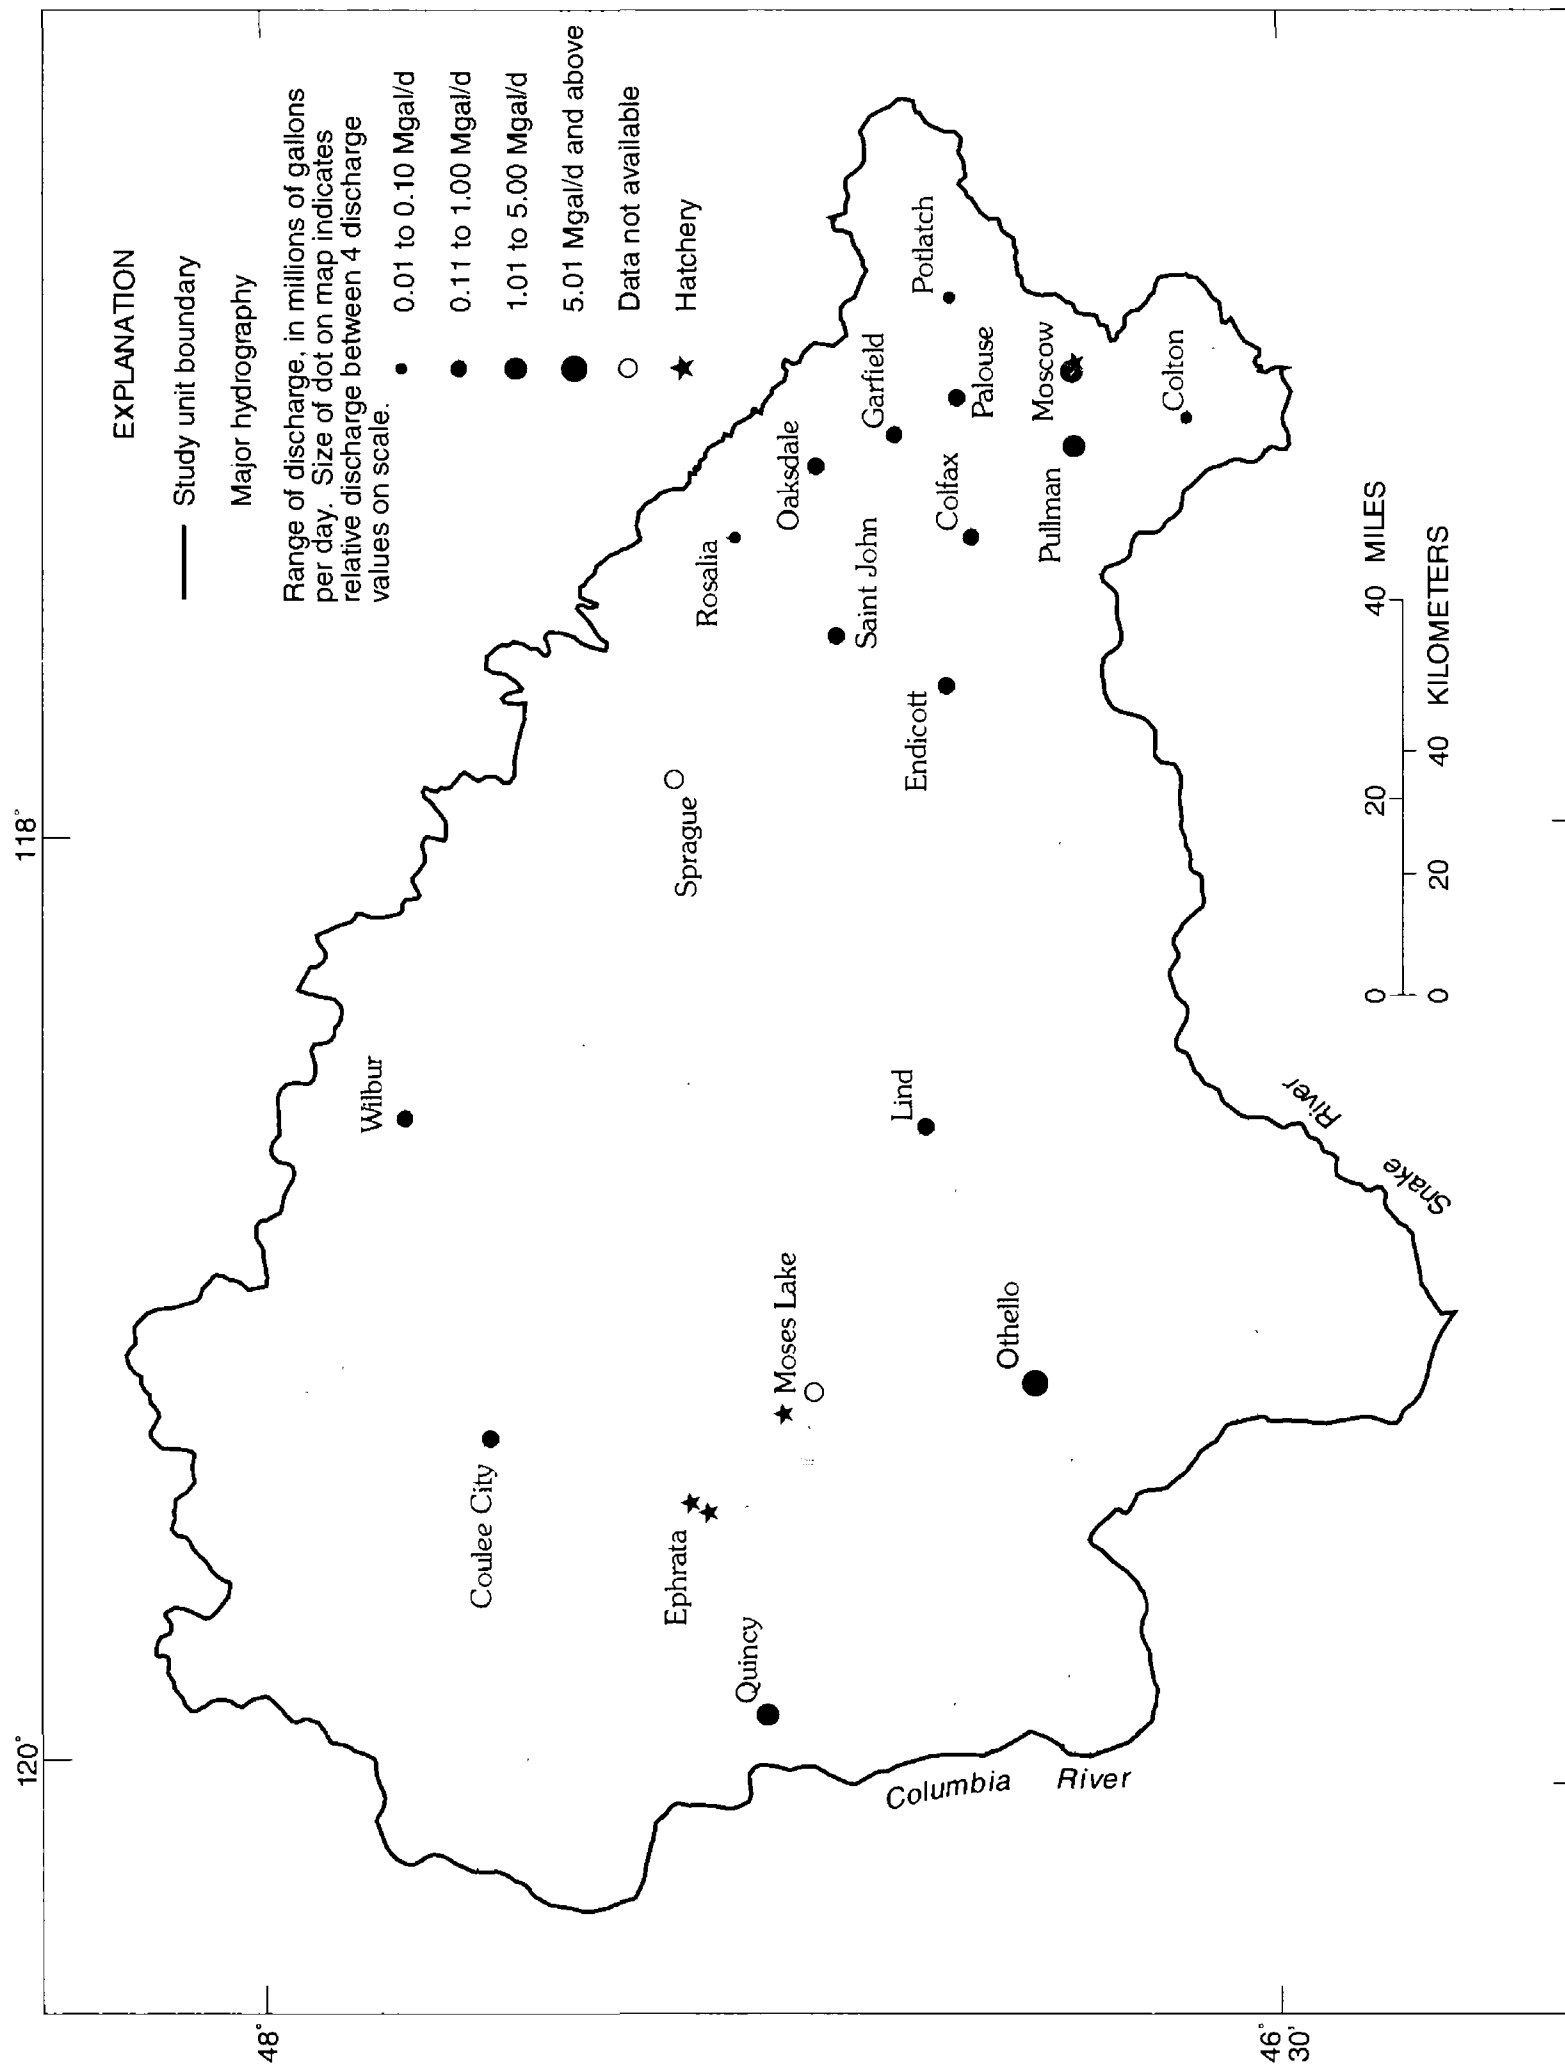 120°
118°
48°
46°
30'
EXPLANATION
Study unit boundary
Major hydrography
Range of discharge, in millions of gallons
per day. Size of dot on map indicates
relative discharge between 4 discharge
values on scale.
0.01 to 0.10 Mgal/d
0.11 to 1.00 Mgal/d
1.01 to 5.00 Mgal/d
5.01 Mgal/d and above
Data not available
Hatchery
Wilbur
Coulee City
Sprague
Ephrata
Rosalia
Quincy
Moses Lake
Oaksdale
Saint John
Garfield
Lind
Endicott
Potlatch
Colfax
Palouse
Othello
Moscow
Pullman
Colton
Columbia River
Snake River
0 20 40 MILES
0 20 40 KILOMETERS